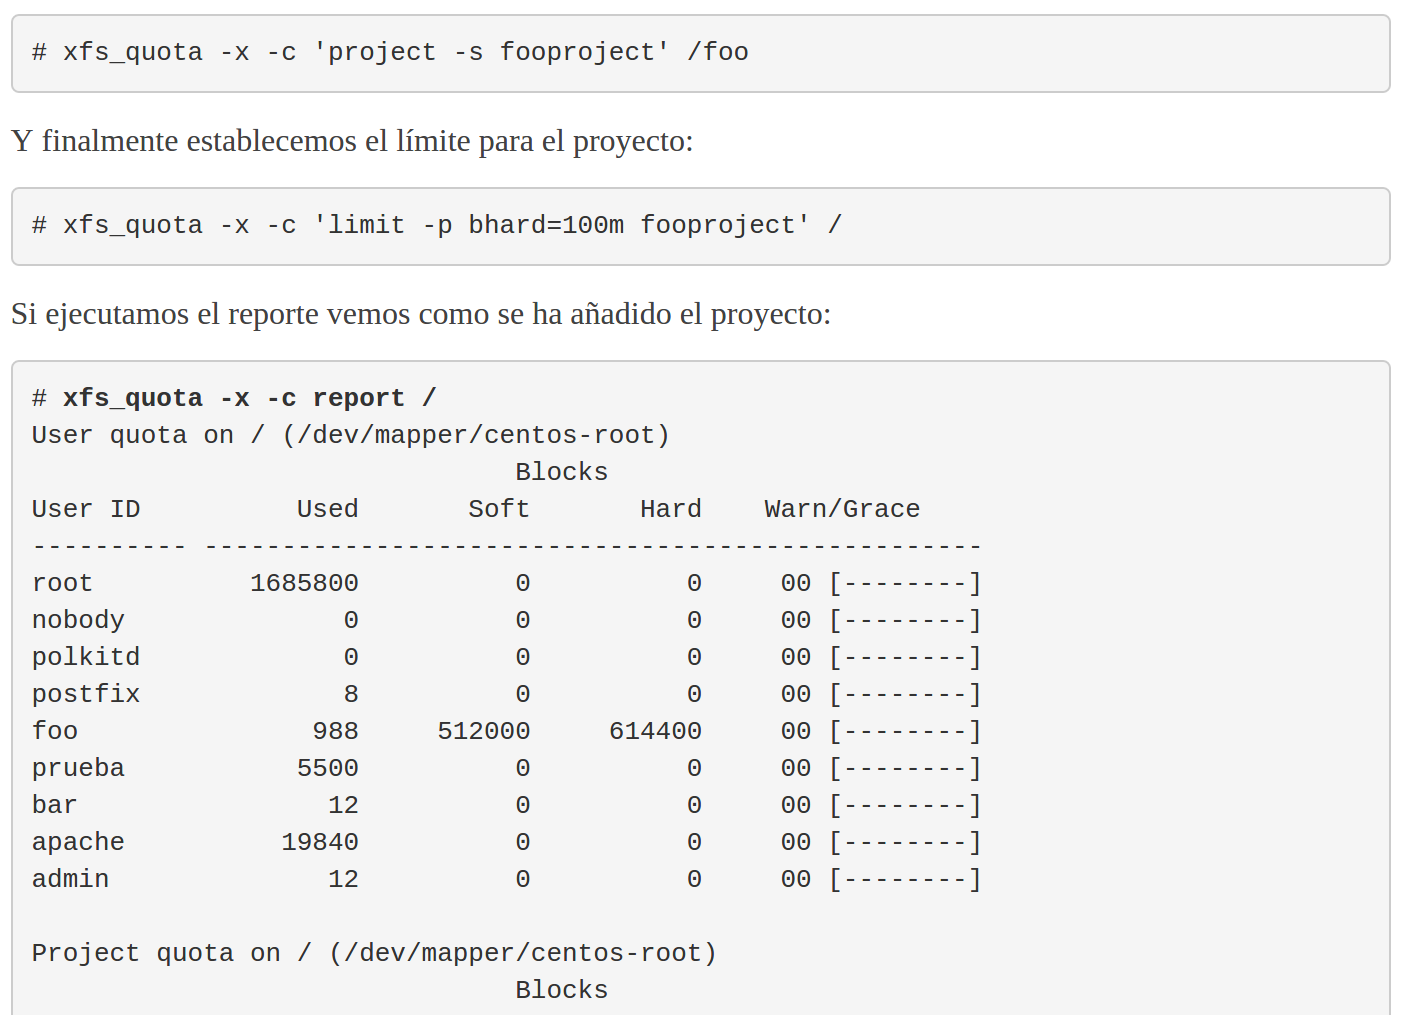 # xfs_quota -x -c 'project -s fooproject' /foo
Y finalmente establecemos el límite para el proyecto:
# xfs_quota -x -c 'limit -p bhard=100m fooproject' /
Si ejecutamos el reporte vemos como se ha añadido el proyecto:
# xfs_quota -x -c report /
User quota on / (/dev/mapper/centos-root)
                               Blocks
User ID          Used       Soft       Hard    Warn/Grace
---------- --------------------------------------------------
root          1685800          0          0     00 [--------]
nobody              0          0          0     00 [--------]
polkitd             0          0          0     00 [--------]
postfix             8          0          0     00 [--------]
foo               988     512000     614400     00 [--------]
prueba           5500          0          0     00 [--------]
bar                12          0          0     00 [--------]
apache          19840          0          0     00 [--------]
admin              12          0          0     00 [--------]
Project quota on / (/dev/mapper/centos-root)
                               Blocks